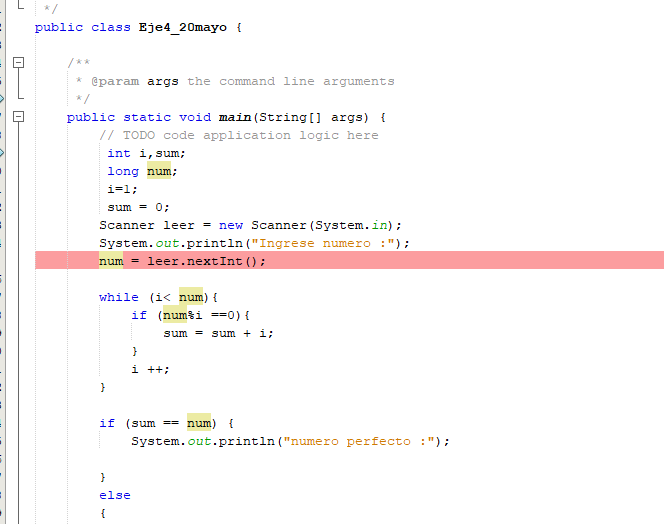 */
public class Eje4_20mayo {
/**
* @param args the command line arguments
*/
public static void main(String[] args) {
// TODO code application logic here
int i,sum;
long num;
i=1;
sum = 0;
Scanner leer = new Scanner(System.in);
System.out.println("Ingrese numero :");
num = leer.nextInt();
while (i< num){
if (num%i ==0){
sum = sum + i;
}
i ++;
}
if (sum == num) {
System.out.println("numero perfecto :");
}
else
{